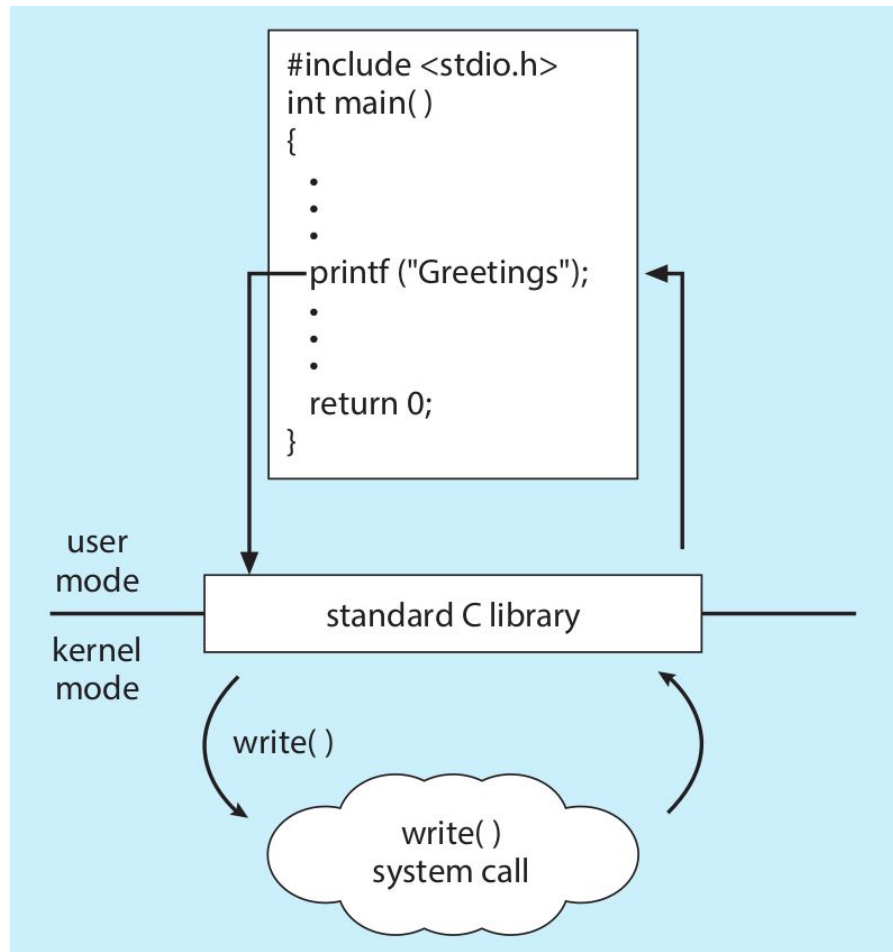 #include <stdio.h>
int main( )
{
•
•
•
printf ("Greetings");
•
•
•
return 0;
}
user
mode
standard C library
kernel
mode
write( )
write( )
system call